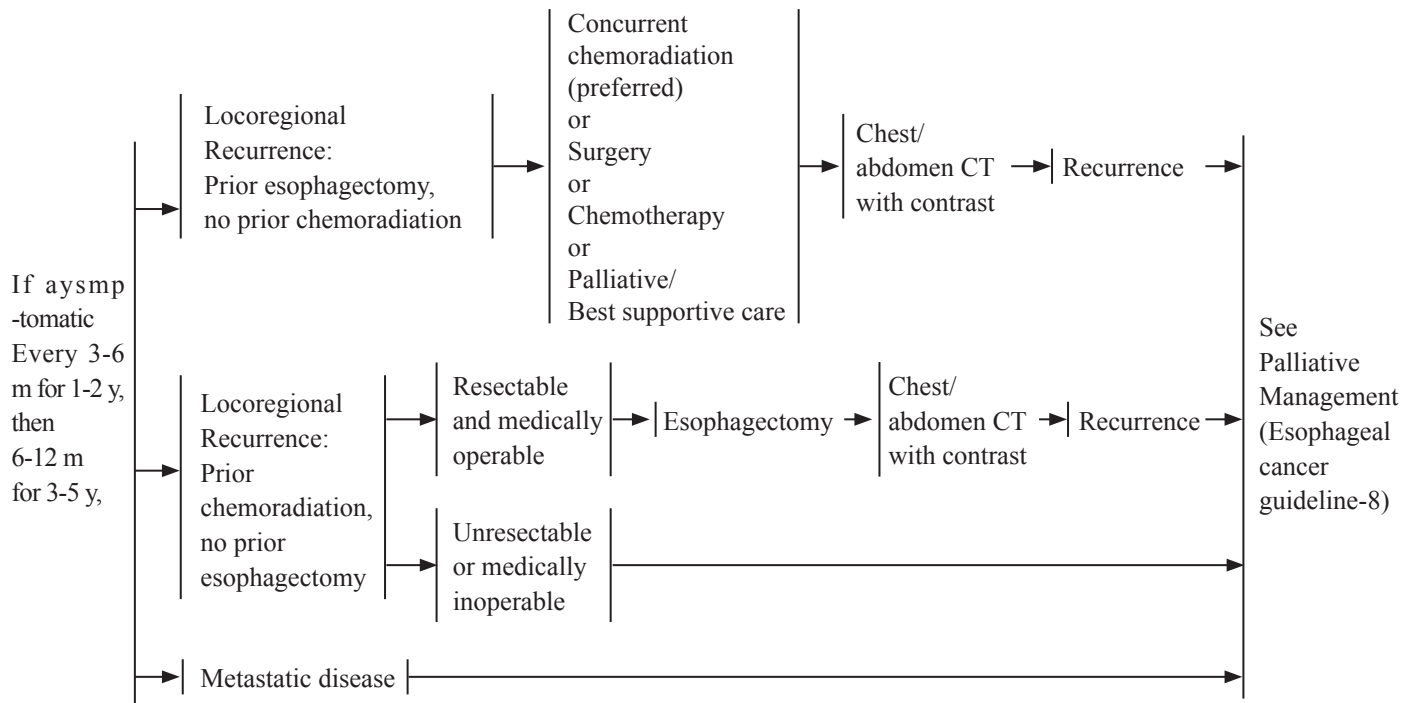 If aysmp
-tomatic
Every 3-6
m for 1-2 y,
then
6-12 m
for 3-5 y,
Locoregional
Recurrence:
Prior esophagectomy,
no prior chemoradiation
Concurrent
chemoradiation
(preferred)
or
Surgery
or
Chemotherapy
or
Palliative/
Best supportive care
Chest/
abdomen CT
with contrast
Recurrence
Locoregional
Recurrence:
Prior
chemoradiation,
no prior
esophagectomy
Resectable
and medically
operable
Esophagectomy
Chest/
abdomen CT
with contrast
Recurrence
Unresectable
or medically
inoperable
Metastatic disease
See
Palliative
Management
(Esophageal
cancer
guideline-8)